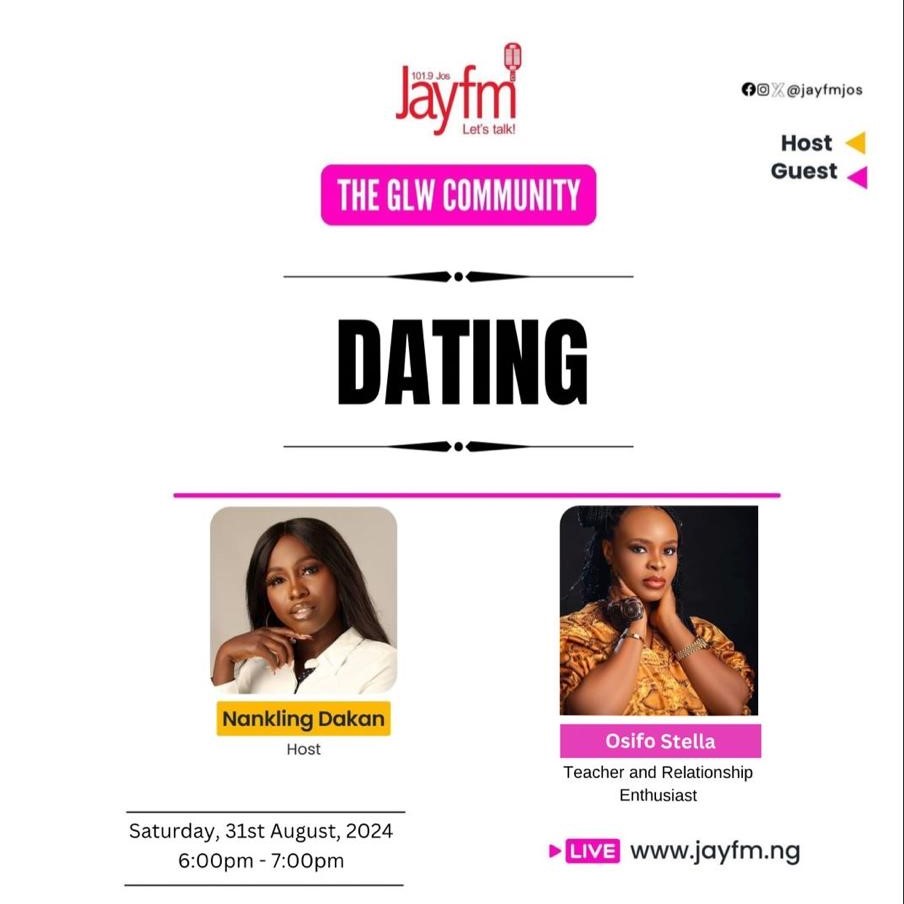 101.9 Jos
Jayfm
Let's talk!
@jayfmjos
Host
Guest
THE GLW COMMUNITY
DATING
Nankling Dakan
Host
Osifo Stella
Teacher and Relationship
Enthusiast
Saturday, 31st August, 2024
6:00pm - 7:00pm
LIVE www.jayfm.ng